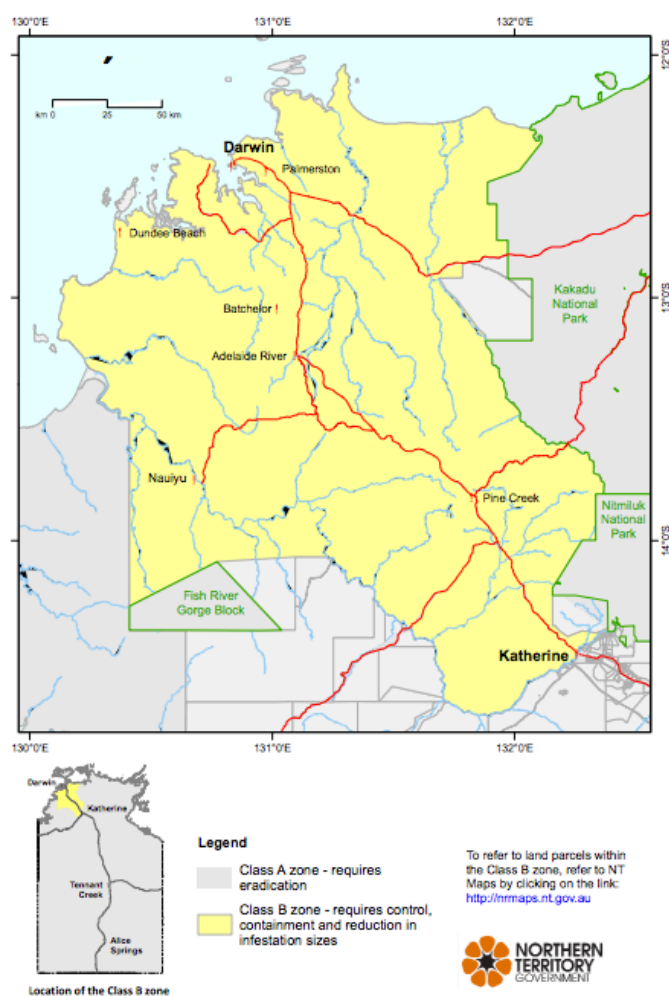 130°0'E 131°0'E 132°0'E
12°0'S
km 0 25 50 km
Darwin
Palmerston
Dundee Beach
Kakadu
National
Park
13°0'S
Batchelor
Adelaide River
Nauiyu
Pine Creek
Nitmiluk
National
Park
14°0'S
Fish River
Gorge Block
Katherine
130°0'E 131°0'E 132°0'E
Darwin
Katherine
Tennant
Creek
Alice
Springs
Location of the Class B zone
Legend
Class A zone - requires
eradication
Class B zone - requires control,
containment and reduction in
infestation sizes
To refer to land parcels within
the Class B zone, refer to NT
Maps by clicking on the link:
http://nrmaps.nt.gov.au
NORTHERN
TERRITORY
GOVERNMENT